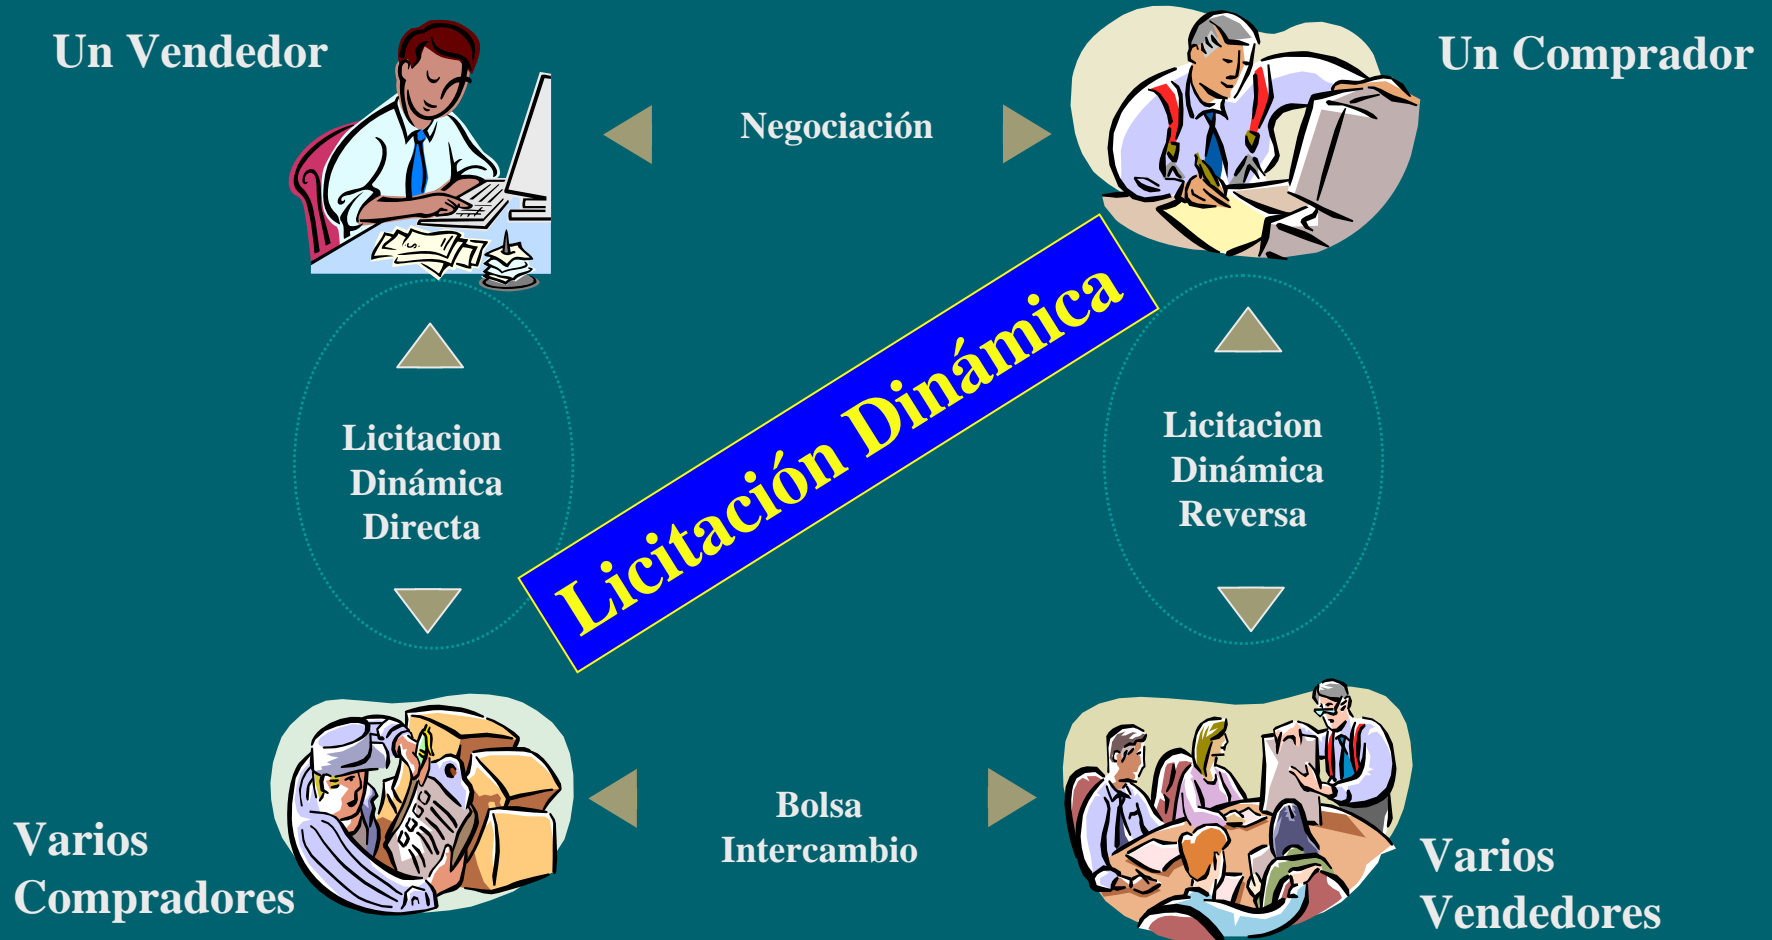 Un Vendedor
Un Comprador
Negociación
Licitación Dinámica
Licitacion
Dinámica
Directa
Licitacion
Dinámica
Reversa
Varios
Compradores
Bolsa
Intercambio
Varios
Vendedores